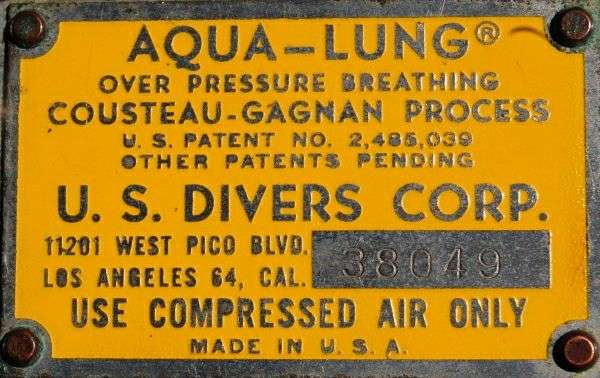 AQUA-LUNG®
OVER PRESSURE BREATHING
COUSTEAU-GAGNAN PROCESS
U. S. PATENT NO. 2,485,039
OTHER PATENTS PENDING
U. S. DIVERS CORP.
11201 WEST PICO BLVD.
LOS ANGELES 64, CAL.
38049
USE COMPRESSED AIR ONLY
MADE IN U. S. A.